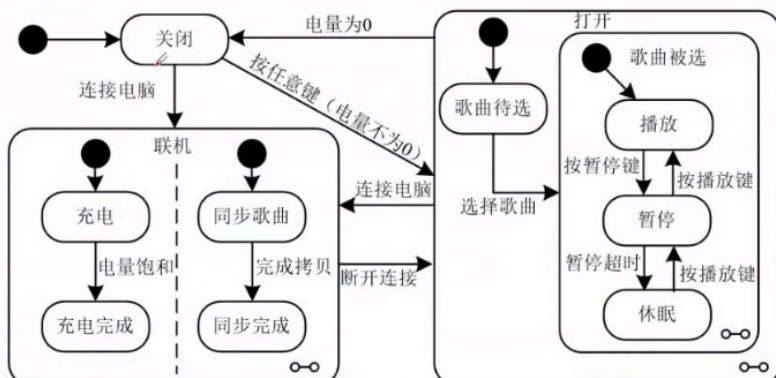 关闭
电量为0
打开
歌曲被选
连接电脑
按任意键（电量不为0）
歌曲待选
播放
联机
按暂停键
按播放键
连接电脑
选择歌曲
充电
同步歌曲
暂停
电量饱和
完成拷贝
断开连接
暂停超时
按播放键
充电完成
同步完成
休眠